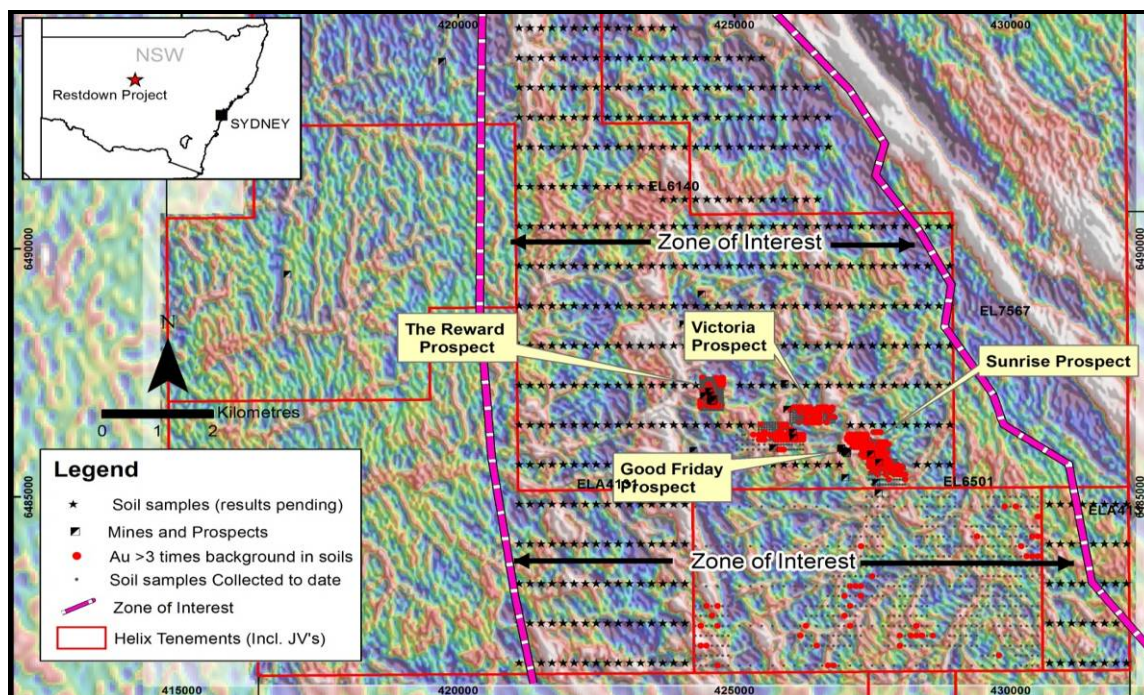 420000
425000
430000
NSW
Restdown Project
SYDNEY
EL6140
6490000
Zone of Interest
6490000
EL7567
The Reward
Prospect
Victoria
Prospect
Sunrise Prospect
N
Kilometres
0 1 2
Good Friday
Prospect
EL6501
6485000
6485000
Legend
Soil samples (results pending)
Mines and Prospects
Au >3 times background in soils
Soil samples Collected to date
Zone of Interest
Helix Tenements (Incl. JV's)
Zone of Interest
415000
420000
425000
430000